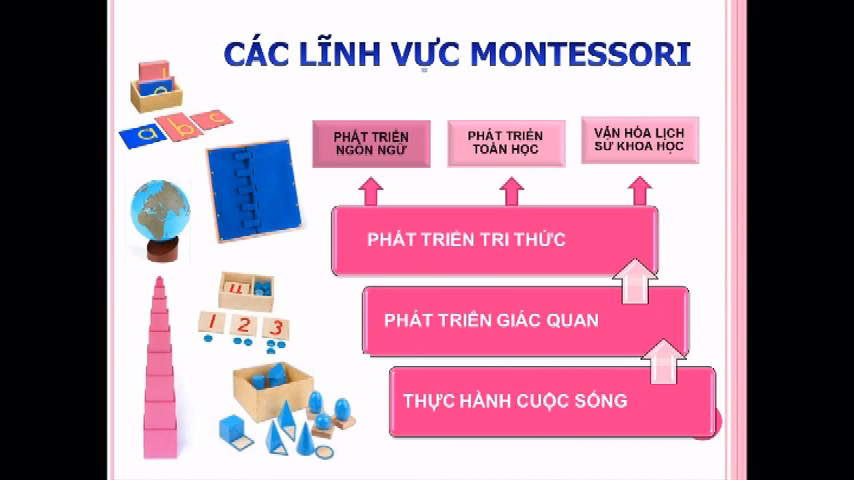 CÁC LĨNH VỰC MONTESSORI
PHÁT TRIỂN
NGÔN NGỮ
PHÁT TRIỂN
TOÁN HỌC
VĂN HÓA LỊCH
SỬ KHOA HỌC
PHÁT TRIỂN TRI THỨC
PHÁT TRIỂN GIÁC QUAN
THỰC HÀNH CUỘC SỐNG
a b c
1 2 3